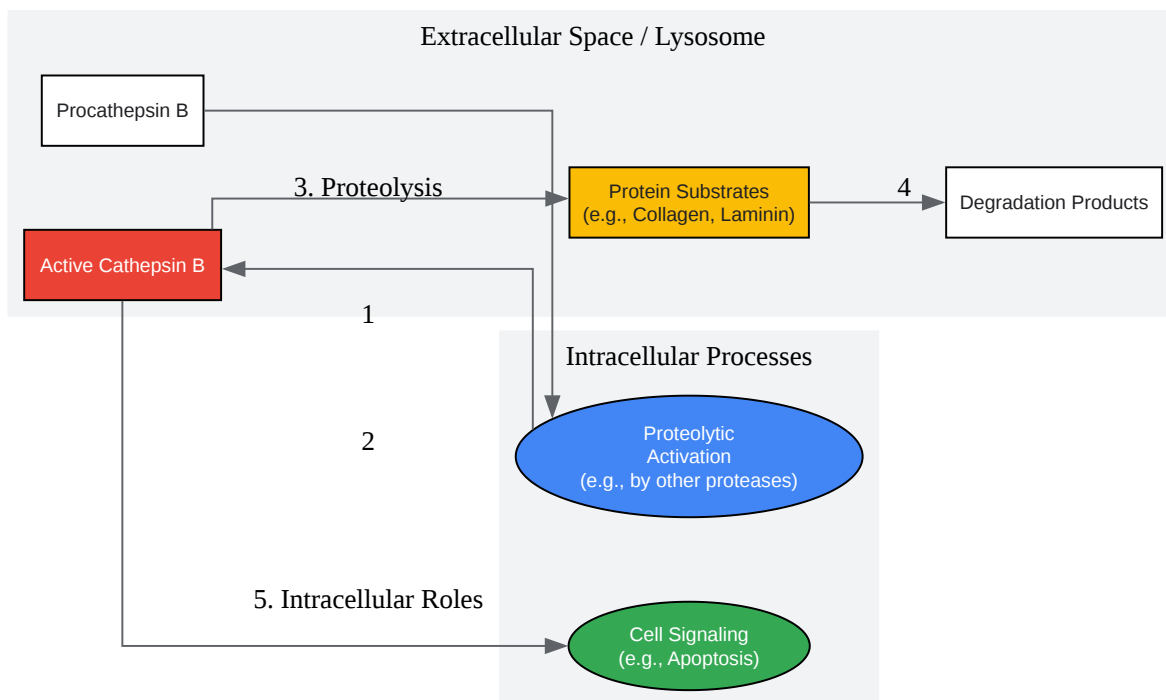 Extracellular Space / Lysosome
Procathepsin B
3. Proteolysis
Protein Substrates
(e.g., Collagen, Laminin)
4
Degradation Products
Active Cathepsin B
1
Intracellular Processes
2
Proteolytic
Activation
(e.g., by other proteases)
5. Intracellular Roles
Cell Signaling
(e.g., Apoptosis)